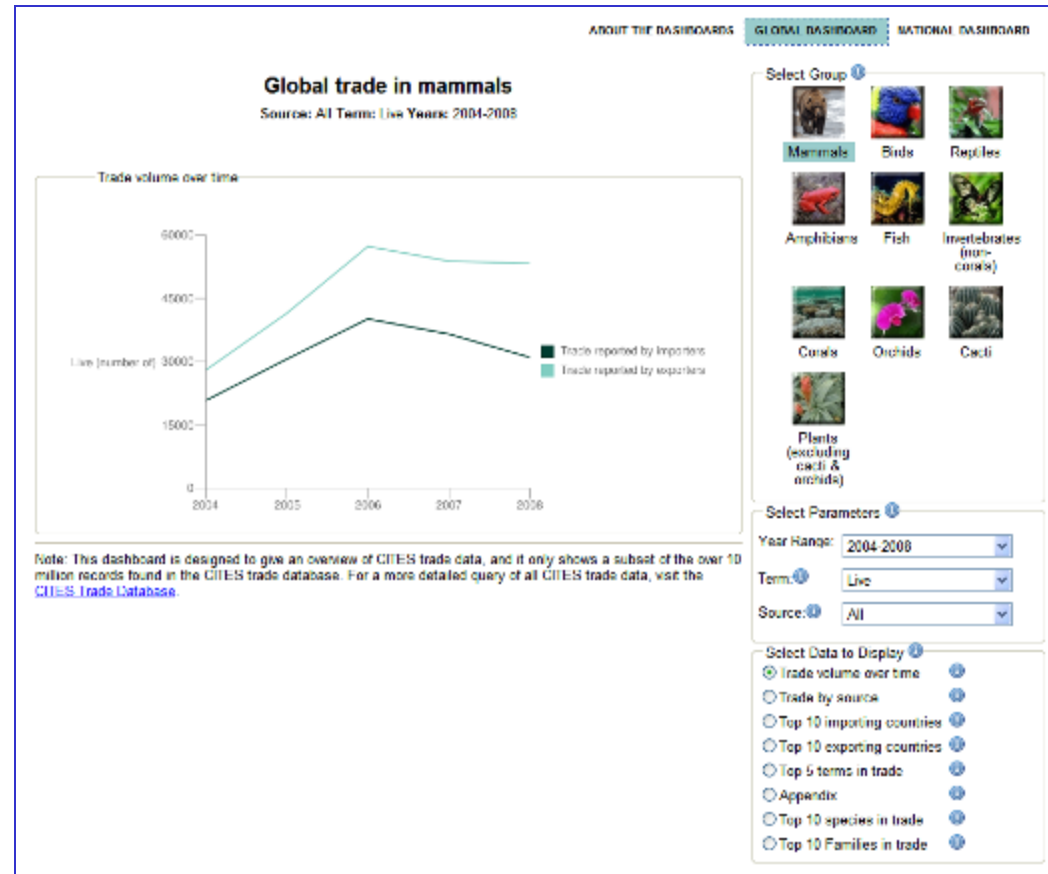 ABOUT THE DASHBOARDS GLOBAL DASHBOARD NATIONAL DASHBOARD
Global trade in mammals
Source: All Term: Live Years: 2004-2008
Trade volume over time
60000
45000
Live (number of) 30000
15000
0
2004 2005 2006 2007 2008
Trade reported by importers
Trade reported by exporters
Note: This dashboard is designed to give an overview of CITES trade data, and it only shows a subset of the over 10
million records found in the CITES trade database. For a more detailed query of all CITES trade data, visit the
CITES Trade Database.
Select Group
Mammals Birds Reptiles
Amphibians Fish Invertebrates
(non-
corals)
Corals Orchids Cacti
Plants
(excluding
cacti &
orchids)
Select Parameters
Year Range: 2004-2008
Term: Live
Source: All
Select Data to Display
Trade volume over time
Trade by source
Top 10 importing countries
Top 10 exporting countries
Top 5 terms in trade
Appendix
Top 10 species in trade
Top 10 Families in trade